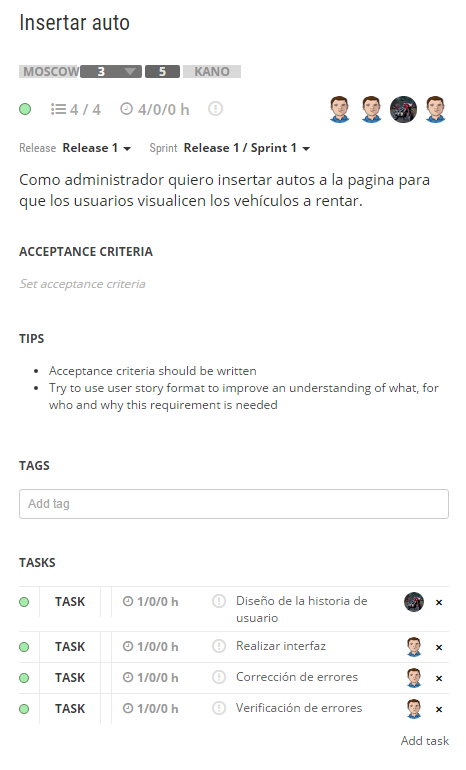 Insertar auto
MOSCOW 3 5 KANO
4 / 4 4/0/0 h
Release Release 1 Sprint Release 1 / Sprint 1
Como administrador quiero insertar autos a la pagina para
que los usuarios visualicen los vehículos a rentar.
ACCEPTANCE CRITERIA
Set acceptance criteria
TIPS
• Acceptance criteria should be written
• Try to use user story format to improve an understanding of what, for
who and why this requirement is needed
TAGS
Add tag
TASKS
TASK 1/0/0 h Diseño de la historia de
usuario
TASK 1/0/0 h Realizar interfaz
TASK 1/0/0 h Corrección de errores
TASK 1/0/0 h Verificación de errores
Add task